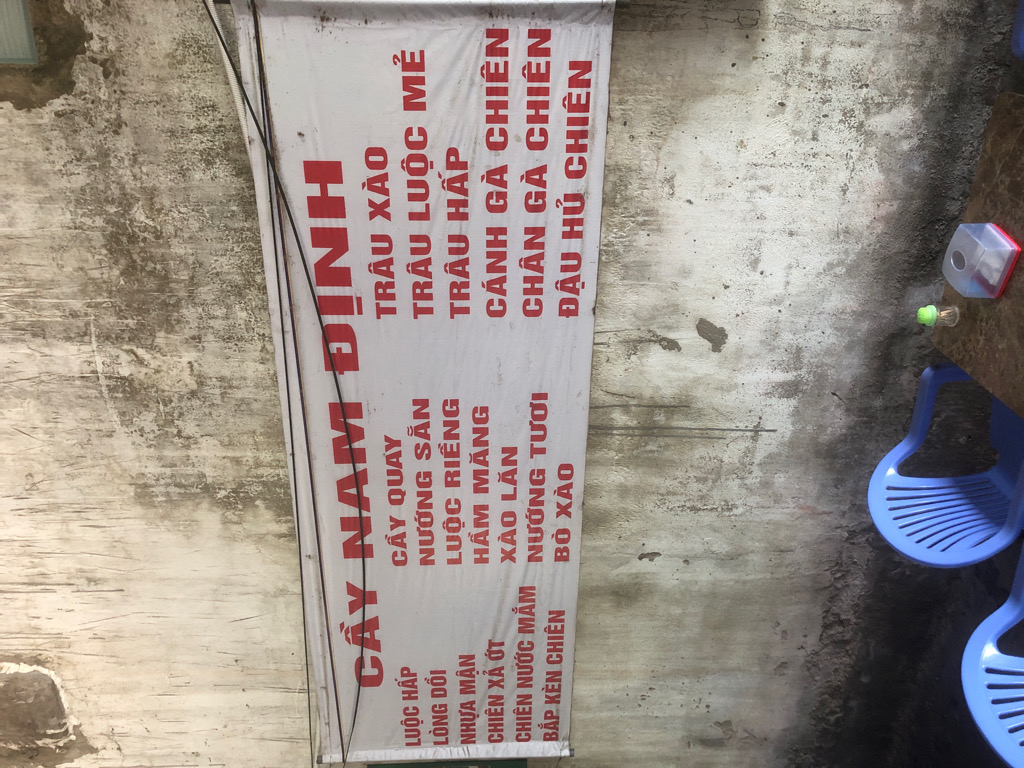 CẦY NAM ĐỊNH
LUỘC HẤP
LÒNG DỒI
NHỰA MẬN
CHIÊN XẢ ỚT
CHIÊN NƯỚC MẮM
BẮP KÈN CHIÊN
CẦY QUAY
NƯỚNG SẴN
LUỘC RIỀNG
HẦM MĂNG
XÀO LĂN
NƯỚNG TƯƠI
BÒ XÀO
TRÂU XÀO
TRÂU LUỘC MẺ
TRÂU HẤP
CÁNH GÀ CHIÊN
CHÂN GÀ CHIÊN
ĐẬU HỦ CHIÊN